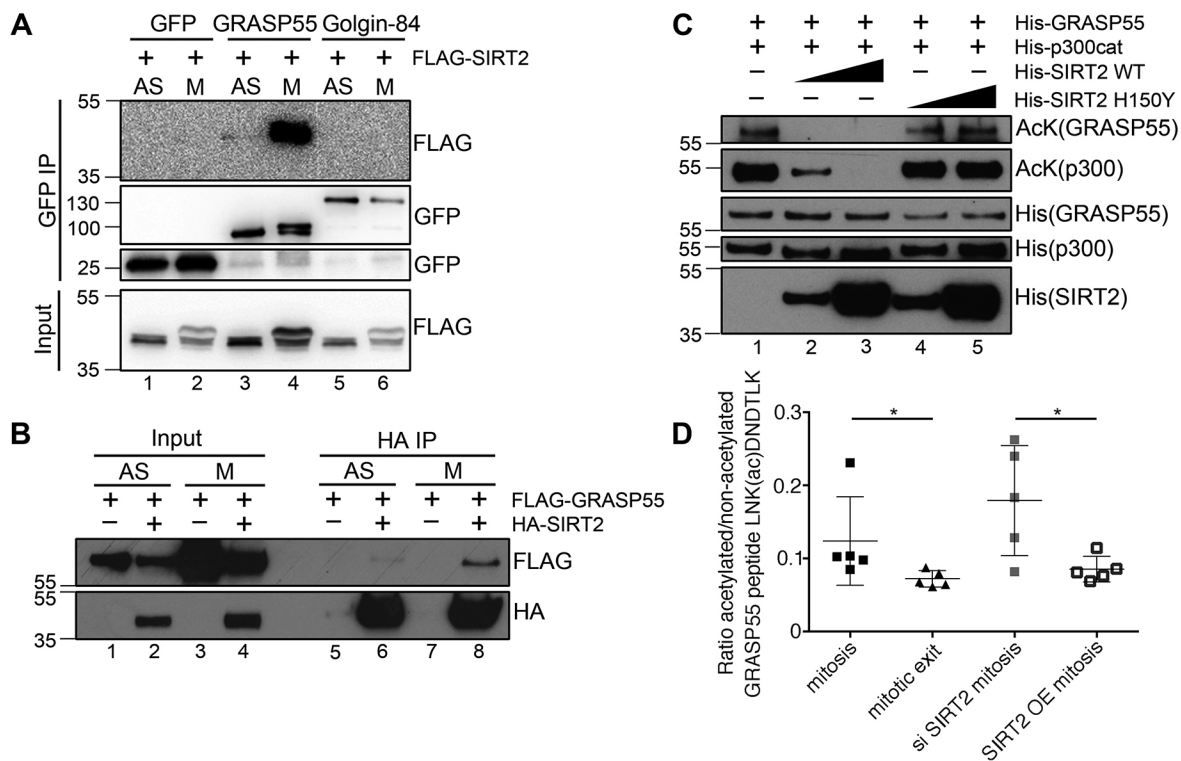 A
GFP GRASP55 Golgin-84
+ + + + + + FLAG-SIRT2
AS M AS M AS M
GFP IP
55
FLAG
35
130
GFP
100
25
GFP
Input
55
FLAG
35
1 2 3 4 5 6
B
Input HA IP
AS M AS M
+ + + + + + + + FLAG-GRASP55
– + – + – + – + HA-SIRT2
FLAG
55
55
HA
35
1 2 3 4 5 6 7 8
C
+ + + + + His-GRASP55
+ + + + + His-p300cat
– – – His-SIRT2 WT
– – – His-SIRT2 H150Y
AcK(GRASP55)
55
55
AcK(p300)
His(GRASP55)
55
55
His(p300)
55
His(SIRT2)
35
1 2 3 4 5
D
Ratio acetylated/non-acetylated
GRASP55 peptide LNK(ac)DNDTLK
0.3
0.2
0.1
0
* *
mitosis
mitotic exit
si SIRT2 mitosis
SIRT2 OE mitosis